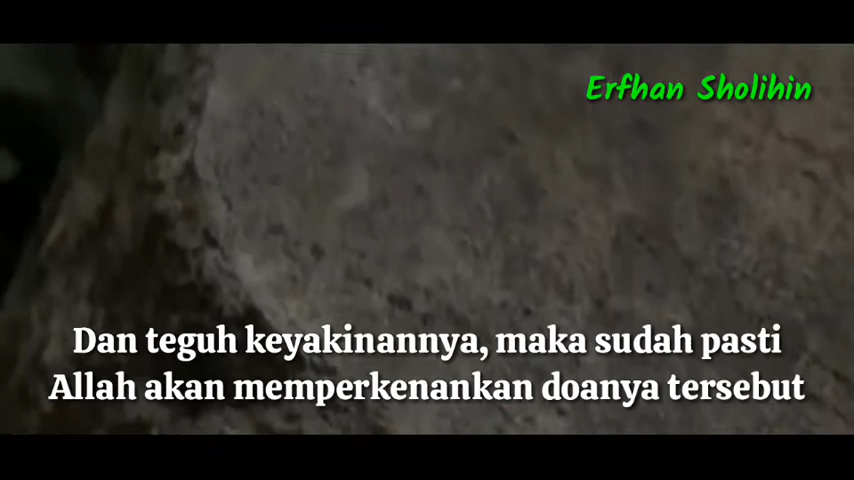 Erfhan Sholihin
Dan teguh keyakinannya, maka sudah pasti
Allah akan memperkenankan doanya tersebut